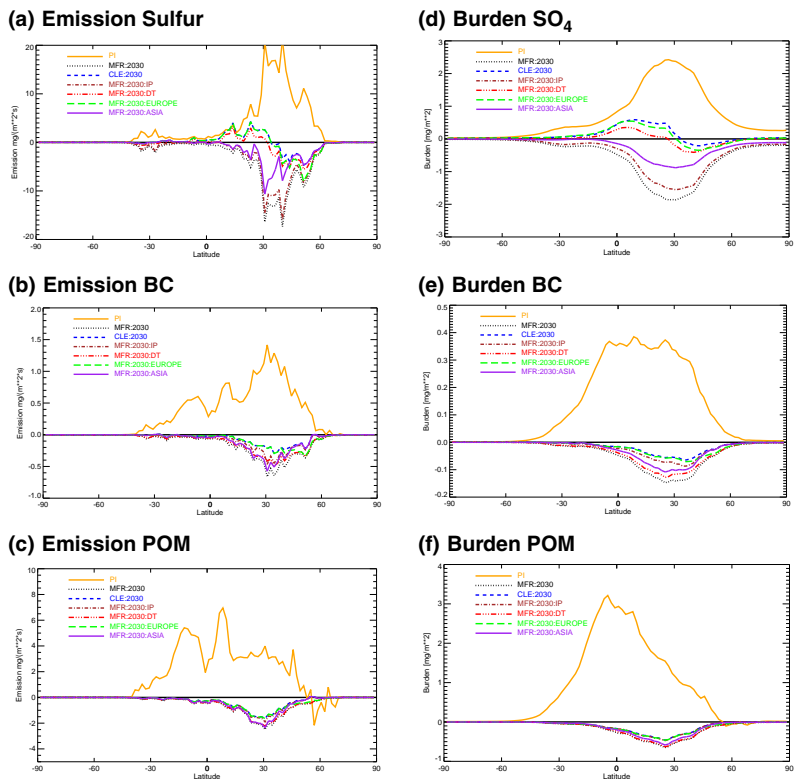 (a) Emission Sulfur
20
10
0
-10
-20
Emission mg/(m**2*s)
PI
MFR:2030
CLE:2030
MFR:2030:IP
MFR:2030:DT
MFR:2030:EUROPE
MFR:2030:ASIA
-90 -60 -30 0 30 60 90
Latitude
(d) Burden SO4
3
2
1
0
-1
-2
-3
Burden [mg/m**2]
PI
MFR:2030
CLE:2030
MFR:2030:IP
MFR:2030:DT
MFR:2030:EUROPE
MFR:2030:ASIA
-90 -60 -30 0 30 60 90
Latitude
(b) Emission BC
2.0
1.5
1.0
0.5
0.0
-0.5
-1.0
Emission mg/(m**2*s)
PI
MFR:2030
CLE:2030
MFR:2030:IP
MFR:2030:DT
MFR:2030:EUROPE
MFR:2030:ASIA
-90 -60 -30 0 30 60 90
Latitude
(e) Burden BC
0.5
0.4
0.3
0.2
0.1
0.0
-0.1
-0.2
Burden [mg/m**2]
PI
MFR:2030
CLE:2030
MFR:2030:IP
MFR:2030:DT
MFR:2030:EUROPE
MFR:2030:ASIA
-90 -60 -30 0 30 60 90
Latitude
(c) Emission POM
10
8
6
4
2
0
-2
-4
-6
Emission mg/(m**2*s)
PI
MFR:2030
CLE:2030
MFR:2030:IP
MFR:2030:DT
MFR:2030:EUROPE
MFR:2030:ASIA
-90 -60 -30 0 30 60 90
Latitude
(f) Burden POM
4
3
2
1
0
-1
Burden [mg/m**2]
PI
MFR:2030
CLE:2030
MFR:2030:IP
MFR:2030:DT
MFR:2030:EUROPE
MFR:2030:ASIA
-90 -60 -30 0 30 60 90
Latitude